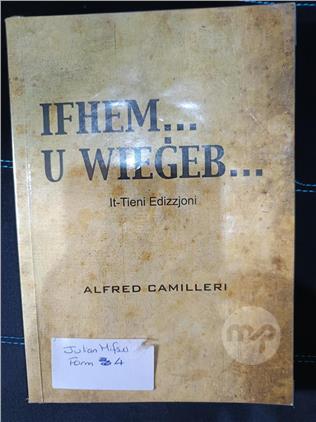 IFHEM...
U WIEĠEB...
It-Tieni Edizzjoni
ALFRED CAMILLERI
Julian Mifsud
Form 4